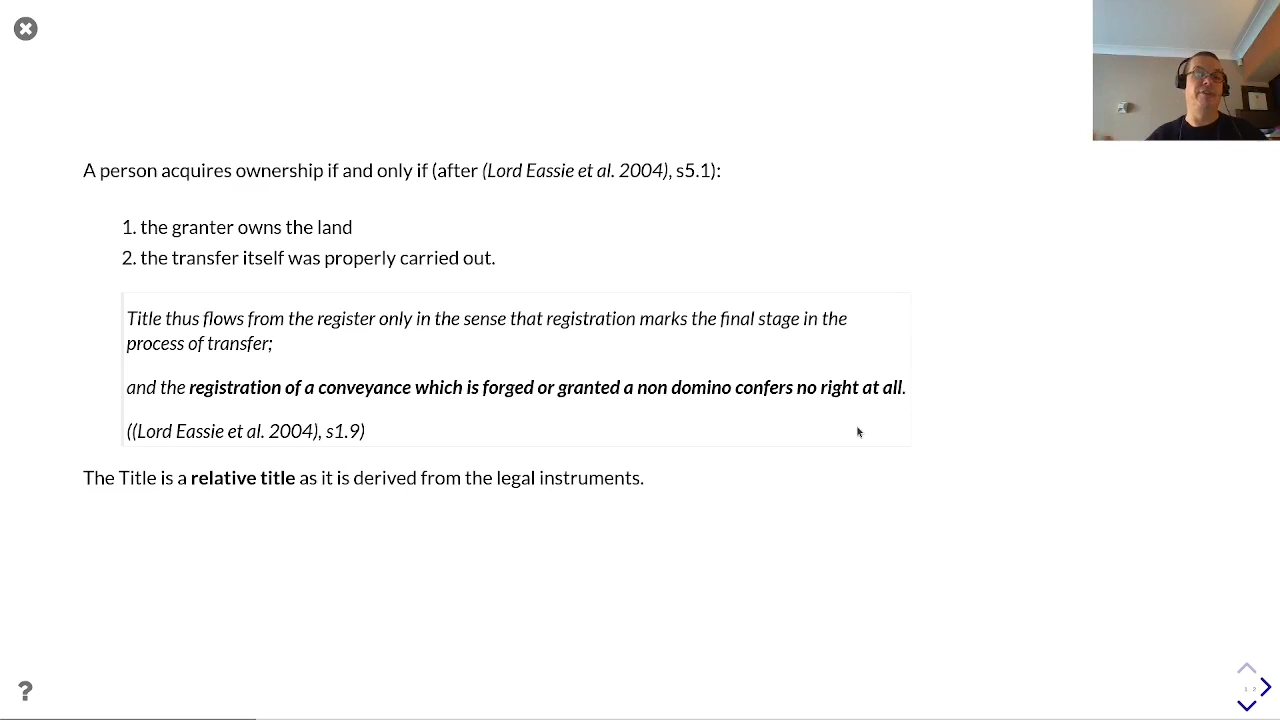 A person acquires ownership if and only if (after (Lord Eassie et al. 2004), s5.1):
1. the granter owns the land
2. the transfer itself was properly carried out.
Title thus flows from the register only in the sense that registration marks the final stage in the
process of transfer;
and the registration of a conveyance which is forged or granted a non domino confers no right at all.
((Lord Eassie et al. 2004), s1.9)
The Title is a relative title as it is derived from the legal instruments.
?